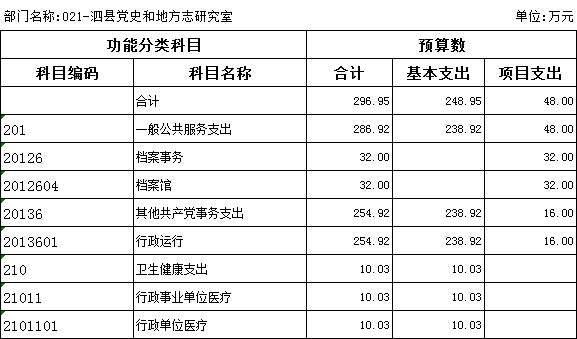 部门名称:021-泗县党史和地方志研究室 单位:万元
功能分类科目 预算数
科目编码 科目名称 合计 基本支出 项目支出
合计 296.95 248.95 48.00
201 一般公共服务支出 286.92 238.92 48.00
20126 档案事务 32.00 32.00
2012604 档案馆 32.00 32.00
20136 其他共产党事务支出 254.92 238.92 16.00
2013601 行政运行 254.92 238.92 16.00
210 卫生健康支出 10.03 10.03
21011 行政事业单位医疗 10.03 10.03
2101101 行政单位医疗 10.03 10.03